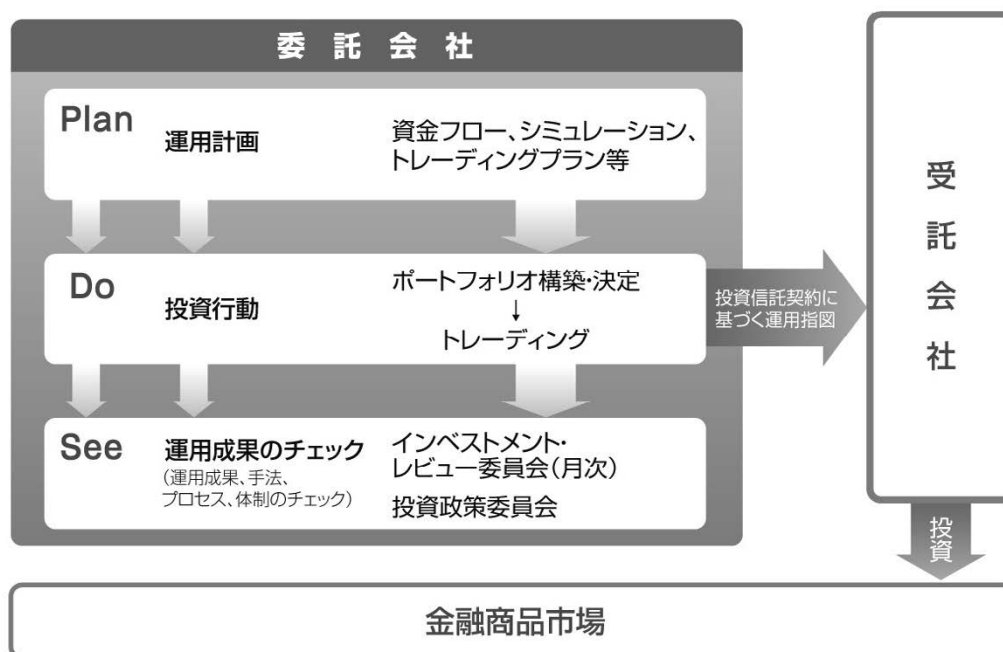 委託会社
Plan
運用計画
資金フロー、シミュレーション、
トレーディングプラン等
Do
投資行動
ポートフォリオ構築・決定
↓
トレーディング
投資信託契約に
基づく運用指図
See
運用成果のチェック
(運用成果、手法、
プロセス、体制のチェック)
インベストメント・
レビュー委員会(月次)
投資政策委員会
受託会社
投資
金融商品市場